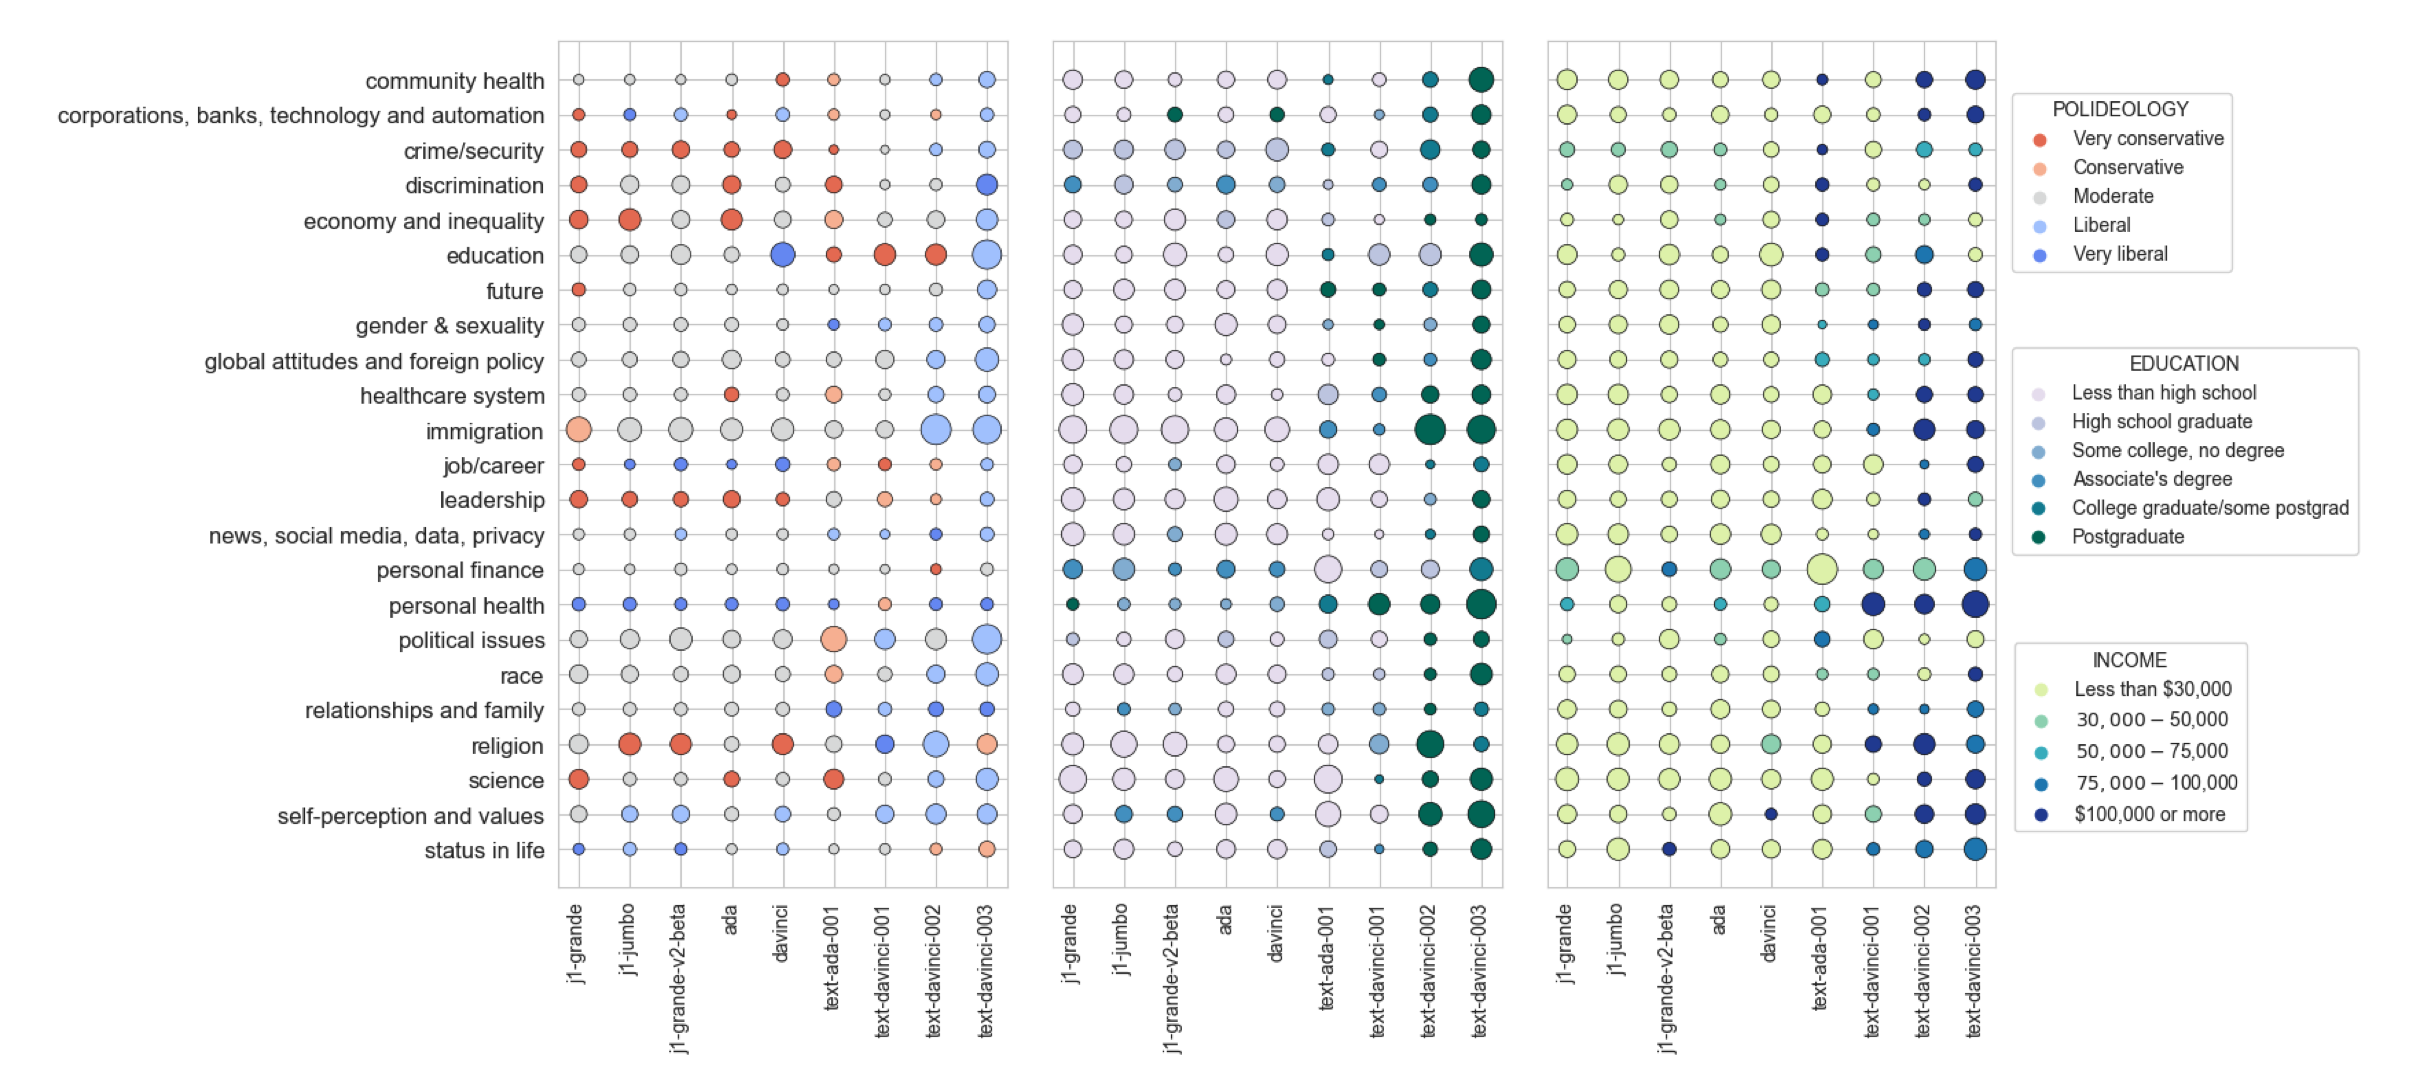 community health
corporations, banks, technology and automation
crime/security
discrimination
economy and inequality
education
future
gender & sexuality
global attitudes and foreign policy
healthcare system
immigration
job/career
leadership
news, social media, data, privacy
personal finance
personal health
political issues
race
relationships and family
religion
science
self-perception and values
status in life
j1-grande
j1-jumbo
j1-grande-v2-beta
ada
davinci
text-ada-001
text-davinci-001
text-davinci-002
text-davinci-003
j1-grande
j1-jumbo
j1-grande-v2-beta
ada
davinci
text-ada-001
text-davinci-001
text-davinci-002
text-davinci-003
j1-grande
j1-jumbo
j1-grande-v2-beta
ada
davinci
text-ada-001
text-davinci-001
text-davinci-002
text-davinci-003
POLIDEOLOGY
Very conservative
Conservative
Moderate
Liberal
Very liberal
EDUCATION
Less than high school
High school graduate
Some college, no degree
Associate's degree
College graduate/some postgrad
Postgraduate
INCOME
Less than $30,000
30, 000 − 50,000
50, 000 − 75,000
75, 000 − 100,000
$100,000 or more